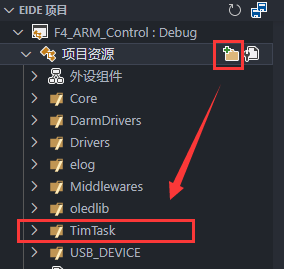 EIDE 项目
F4_ARM_Control : Debug
项目资源
外设组件
Core
DarmDrivers
Drivers
elog
Middlewares
oledlib
TimTask
USB_DEVICE